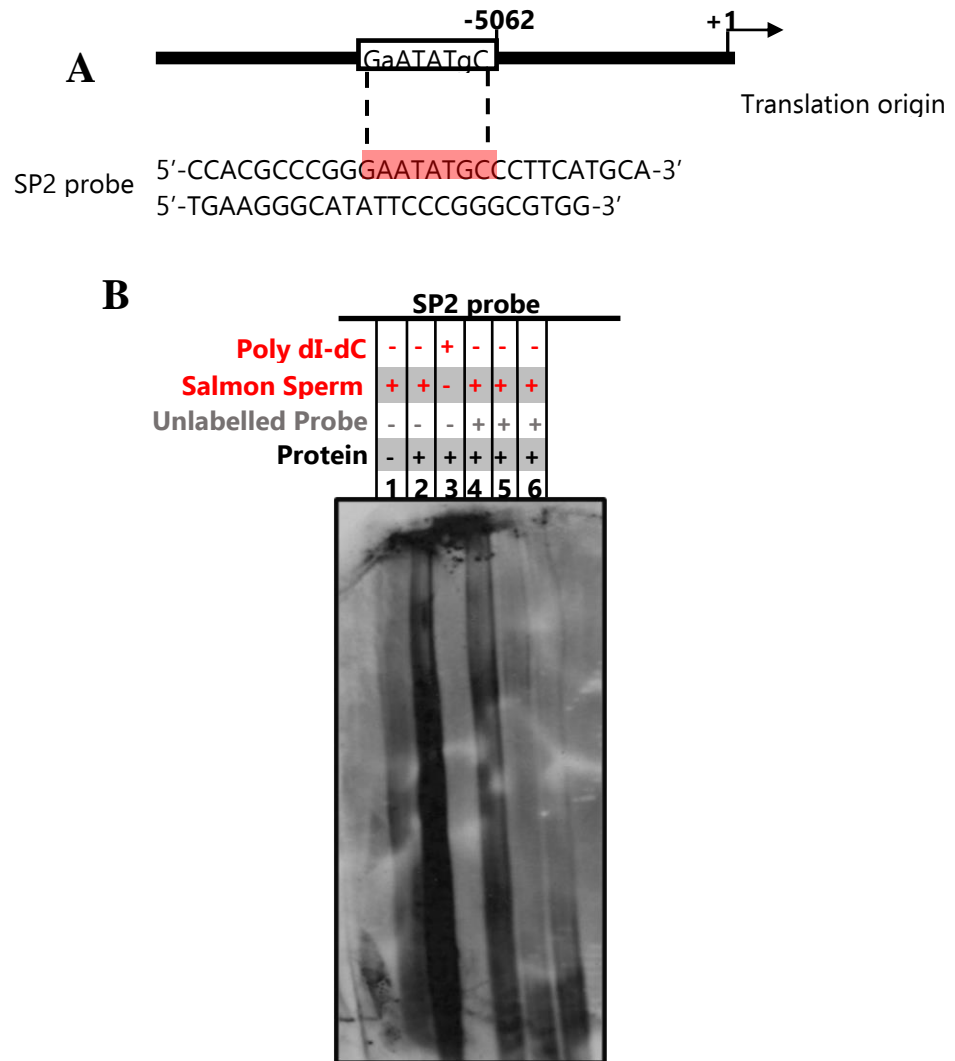 -5062 +1
A
GaATATgC
Translation origin
SP2 probe
5’-CCACGCCCGGGAATATGCCCTTCATGCA-3’
5’-TGAAGGGCATATTCCCGGGCGTGG-3’
B
SP2 probe
Poly dI-dC - - + - - -
Salmon Sperm + + - + + +
Unlabelled Probe - - - + + +
Protein - + + + + +
1 2 3 4 5 6